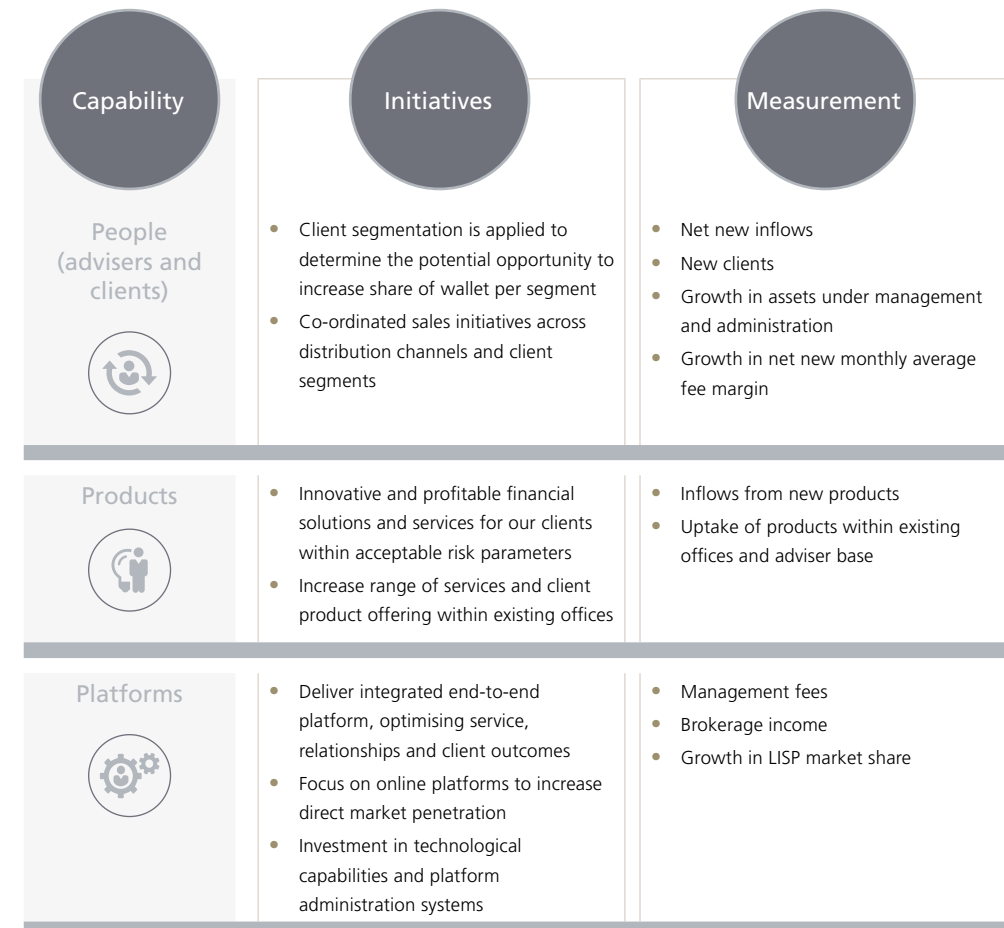 Capability
Initiatives
Measurement
People
(advisers and
clients)
• Client segmentation is applied to
determine the potential opportunity to
increase share of wallet per segment
• Co-ordinated sales initiatives across
distribution channels and client
segments
• Net new inflows
• New clients
• Growth in assets under management
and administration
• Growth in net new monthly average
fee margin
Products
• Innovative and profitable financial
solutions and services for our clients
within acceptable risk parameters
• Increase range of services and client
product offering within existing offices
• Inflows from new products
• Uptake of products within existing
offices and adviser base
Platforms
• Deliver integrated end-to-end
platform, optimising service,
relationships and client outcomes
• Focus on online platforms to increase
direct market penetration
• Investment in technological
capabilities and platform
administration systems
• Management fees
• Brokerage income
• Growth in LISP market share